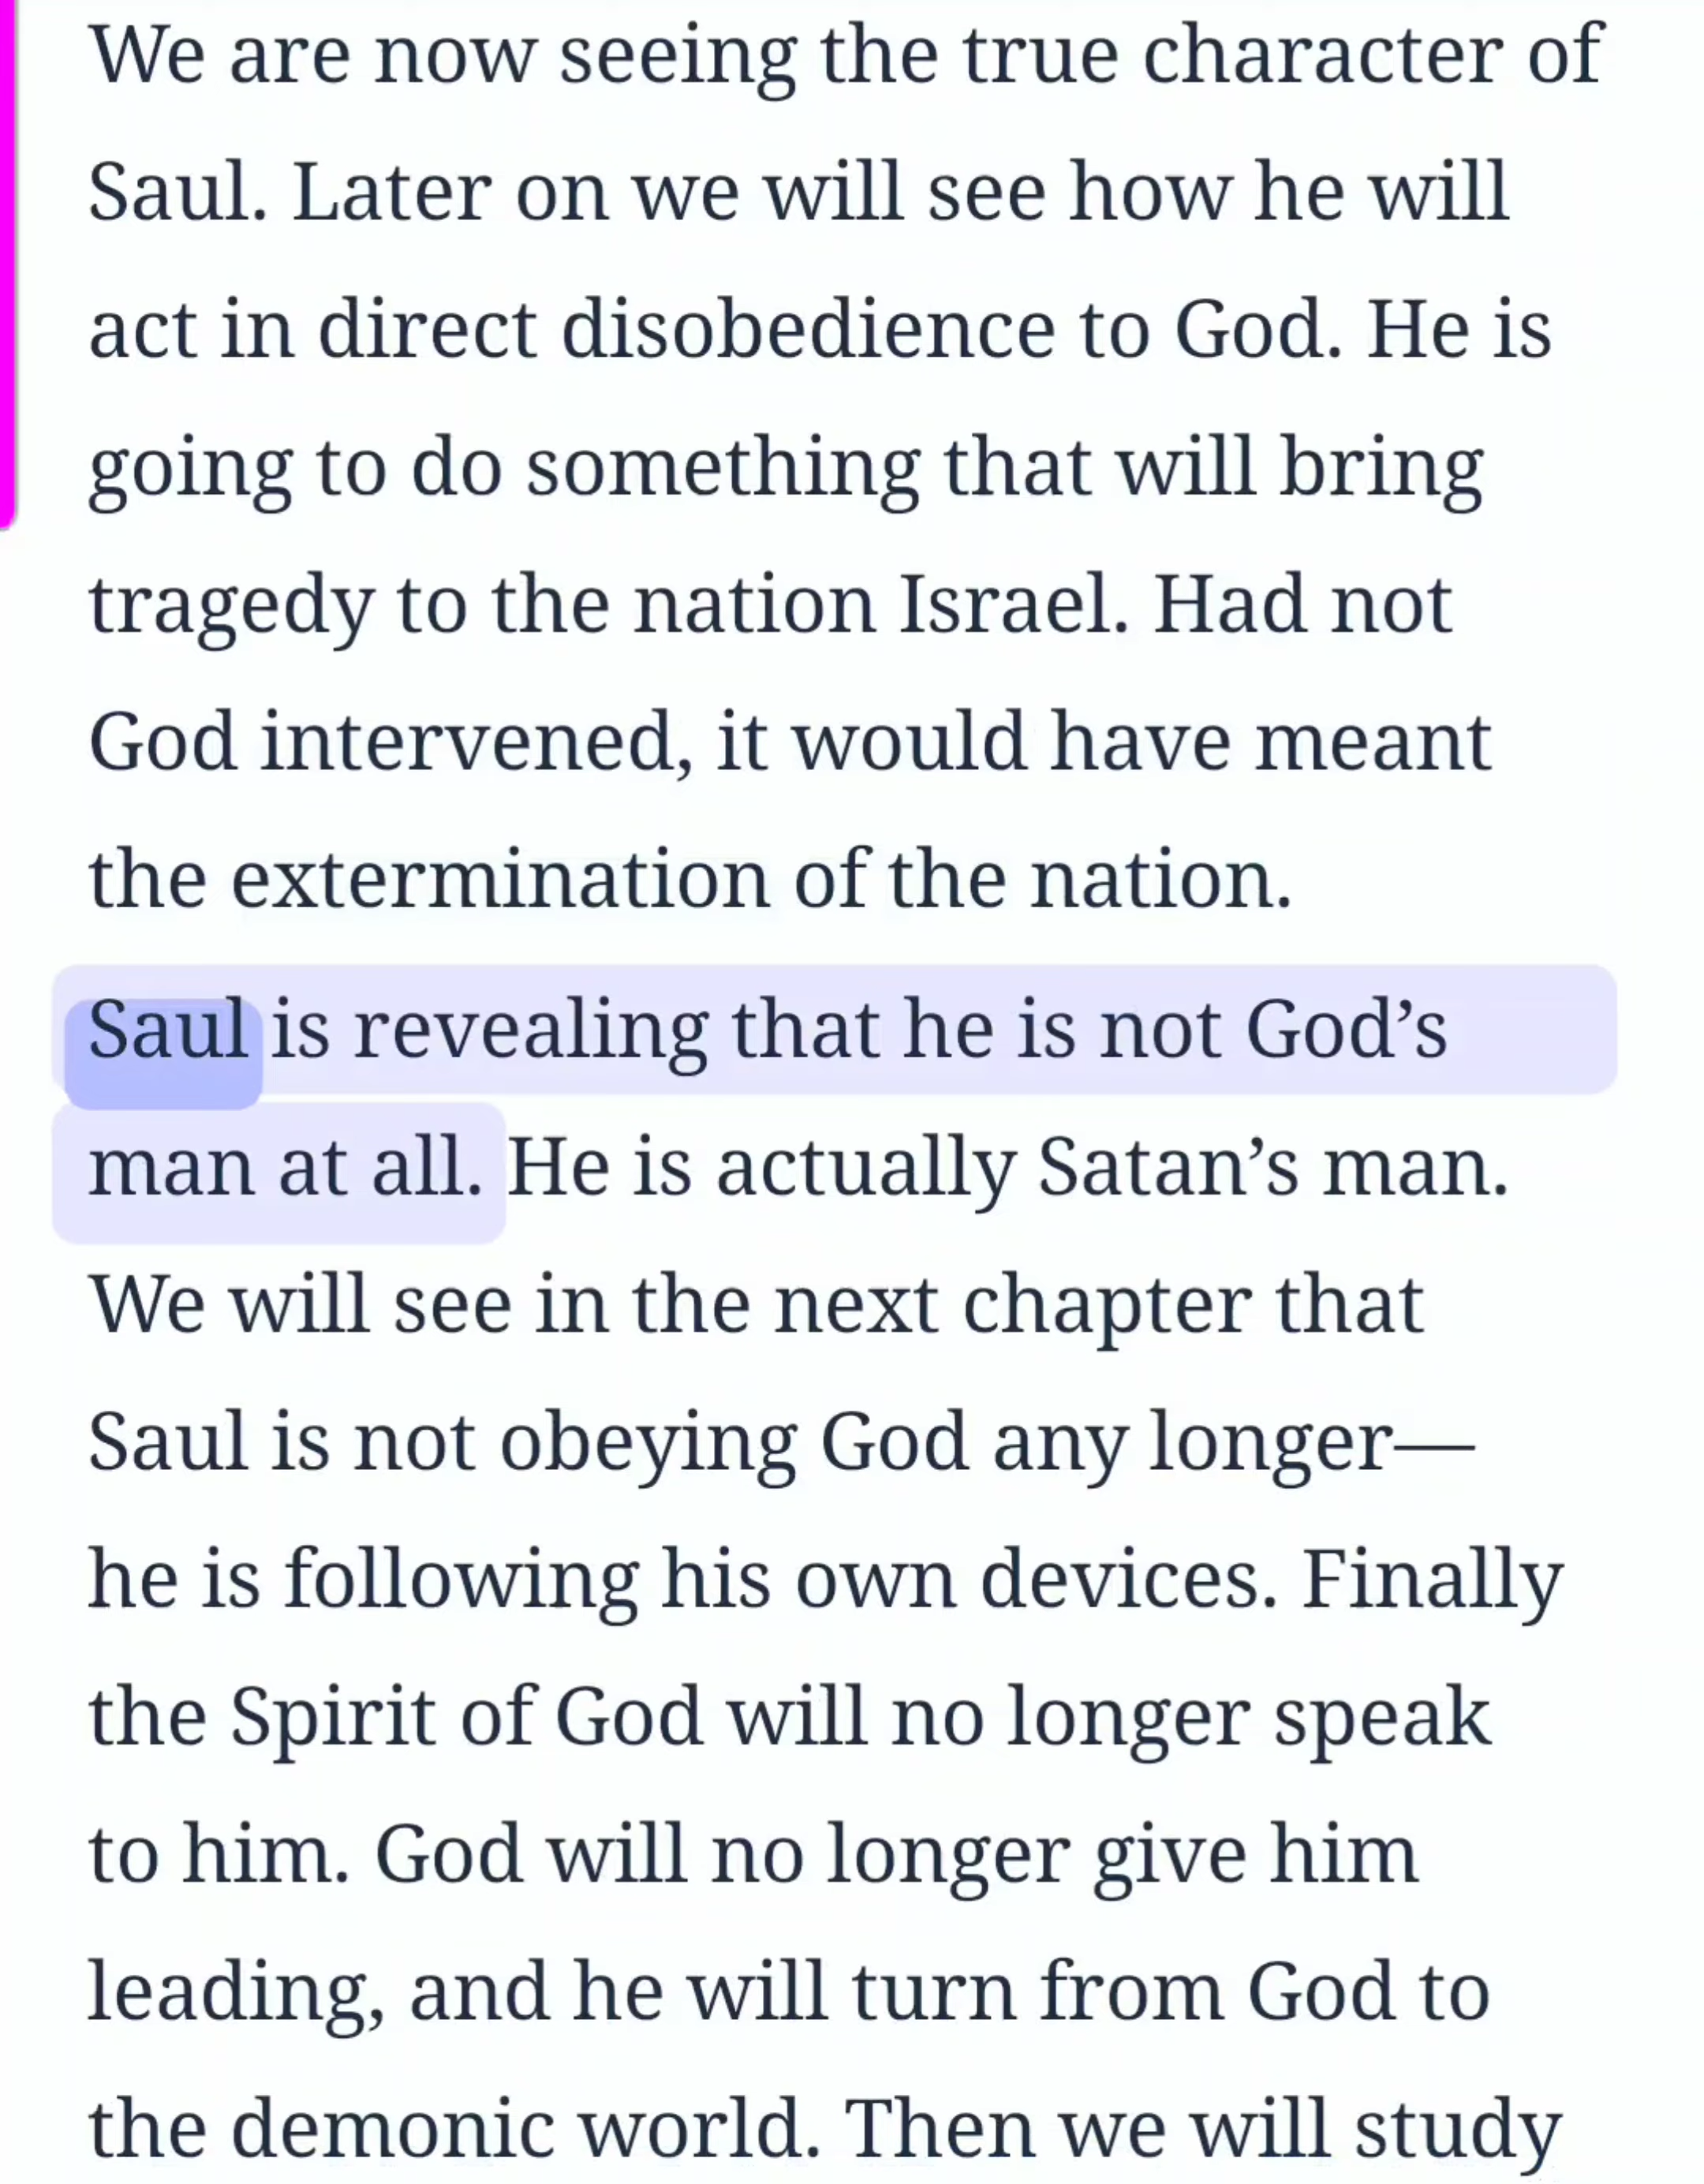 We are now seeing the true character of
Saul. Later on we will see how he will
act in direct disobedience to God. He is
going to do something that will bring
tragedy to the nation Israel. Had not
God intervened, it would have meant
the extermination of the nation.
Saul is revealing that he is not God’s
man at all. He is actually Satan’s man.
We will see in the next chapter that
Saul is not obeying God any longer—
he is following his own devices. Finally
the Spirit of God will no longer speak
to him. God will no longer give him
leading, and he will turn from God to
the demonic world. Then we will study